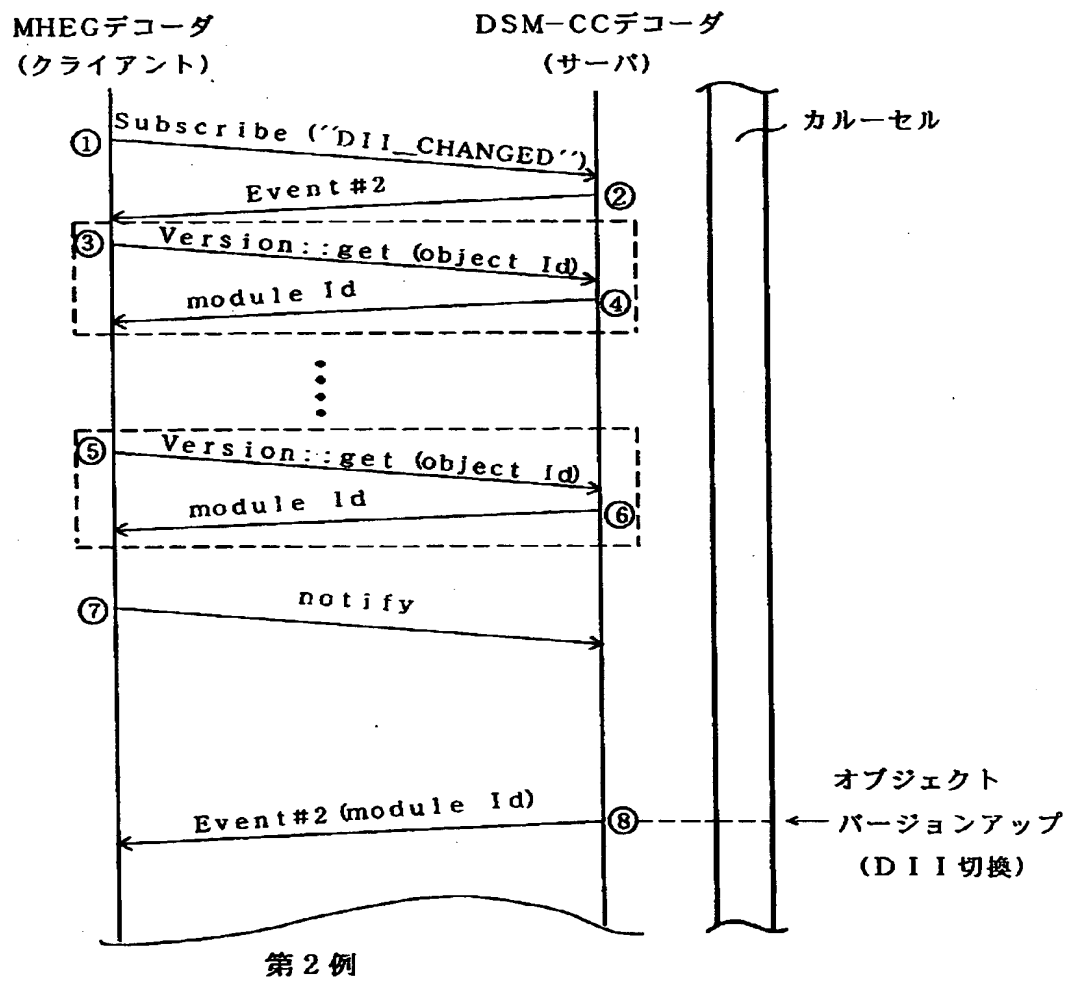 MHEGデコーダ
(クライアント)
DSM-CCデコーダ
(サーバ)
カルーセル
① Subscribe (″DII_CHANGED″)
Event#2 ②
③ Version::get (object Id)
module Id ④
⑤ Version::get (object Id)
module Id ⑥
⑦ notify
Event#2 (module Id) ⑧
オブジェクト
バージョンアップ
(DII切換)
第2例